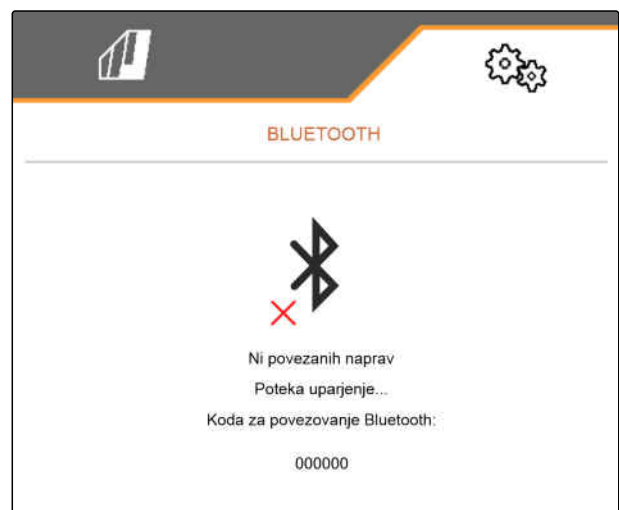 BLUETOOTH
Ni povezanih naprav
Poteka uparjenje...
Koda za povezovanje Bluetooth:
000000